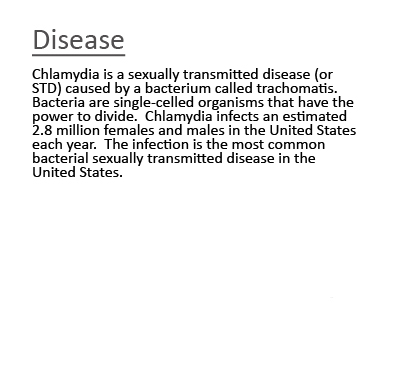 Disease
Chlamydia is a sexually transmitted disease (or
STD) caused by a bacterium called trachomatis.
Bacteria are single-celled organisms that have the
power to divide.  Chlamydia infects an estimated
2.8 million females and males in the United States
each year.  The infection is the most common
bacterial sexually transmitted disease in the
United States.